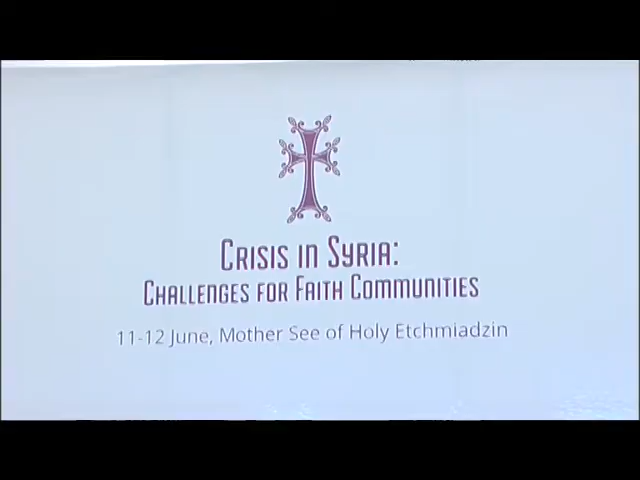 Crisis in Syria:
Challenges for Faith Communities
11-12 June, Mother See of Holy Etchmiadzin